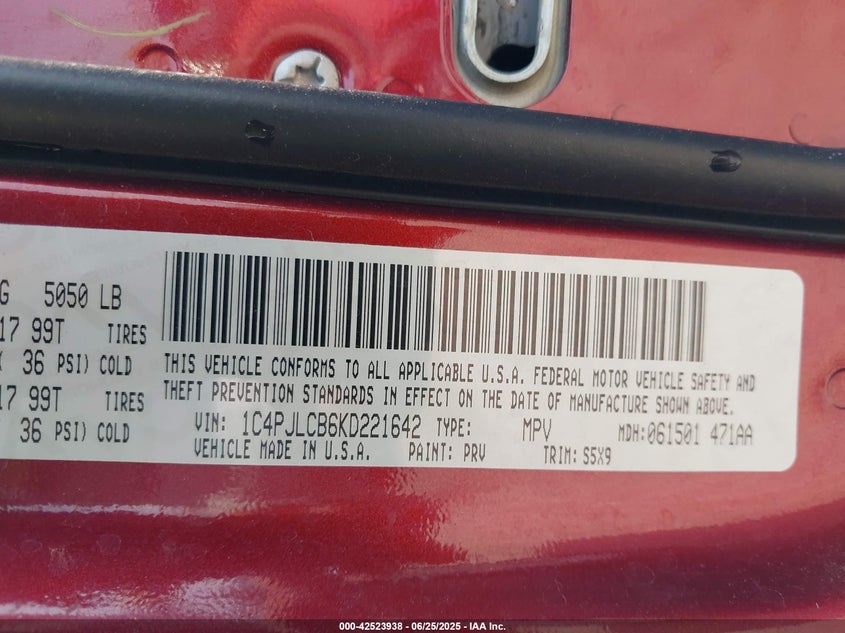 G 5050 LB
17 99T TIRES
36 PSI) COLD
17 99T TIRES
36 PSI) COLD
THIS VEHICLE CONFORMS TO ALL APPLICABLE U.S.A. FEDERAL MOTOR VEHICLE SAFETY AND
THEFT PREVENTION STANDARDS IN EFFECT ON THE DATE OF MANUFACTURE SHOWN ABOVE.
VIN: 1C4PJLCB6KD221642 TYPE: MPV MDH:061501 471AA
VEHICLE MADE IN U.S.A. PAINT: PRV TRIM: S5X9
000-42523938 - 06/25/2025 - IAA Inc.